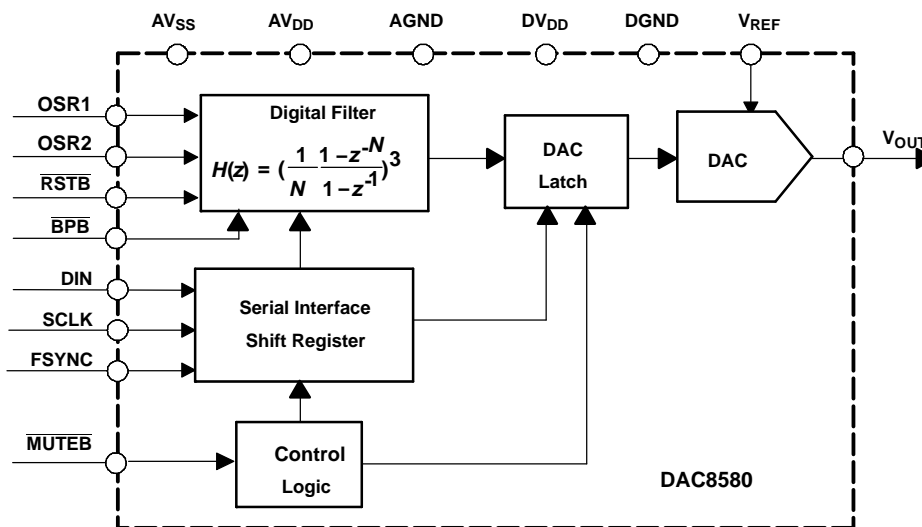 AVSS AVDD AGND DVDD DGND VREF
OSR1
OSR2
RSTB
BPB
DIN
SCLK
FSYNC
MUTEB
Digital Filter
H(z) = (1/N 1−z^-N/1−z^-1)^3
DAC
Latch
DAC
VOUT
Serial Interface
Shift Register
Control
Logic
DAC8580